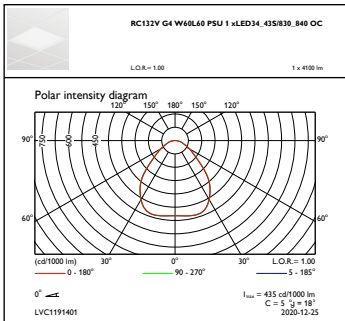 RC132V G4 W60L60 PSU 1 xLED34_43S/830_840 OC
L.O.R.= 1.00 1 x 4100 lm
Polar intensity diagram
120° 150° 180° 150° 120°
90° 750 600 450 90°
60° 60°
(cd/1000 lm) 30° 0° 30° L.O.R.= 1.00
0 - 180° 90 - 270° 5 - 185°
0° Imax = 435 cd/1000 lm
C = 5 °g = 18°
LVC1191401 2020-12-25